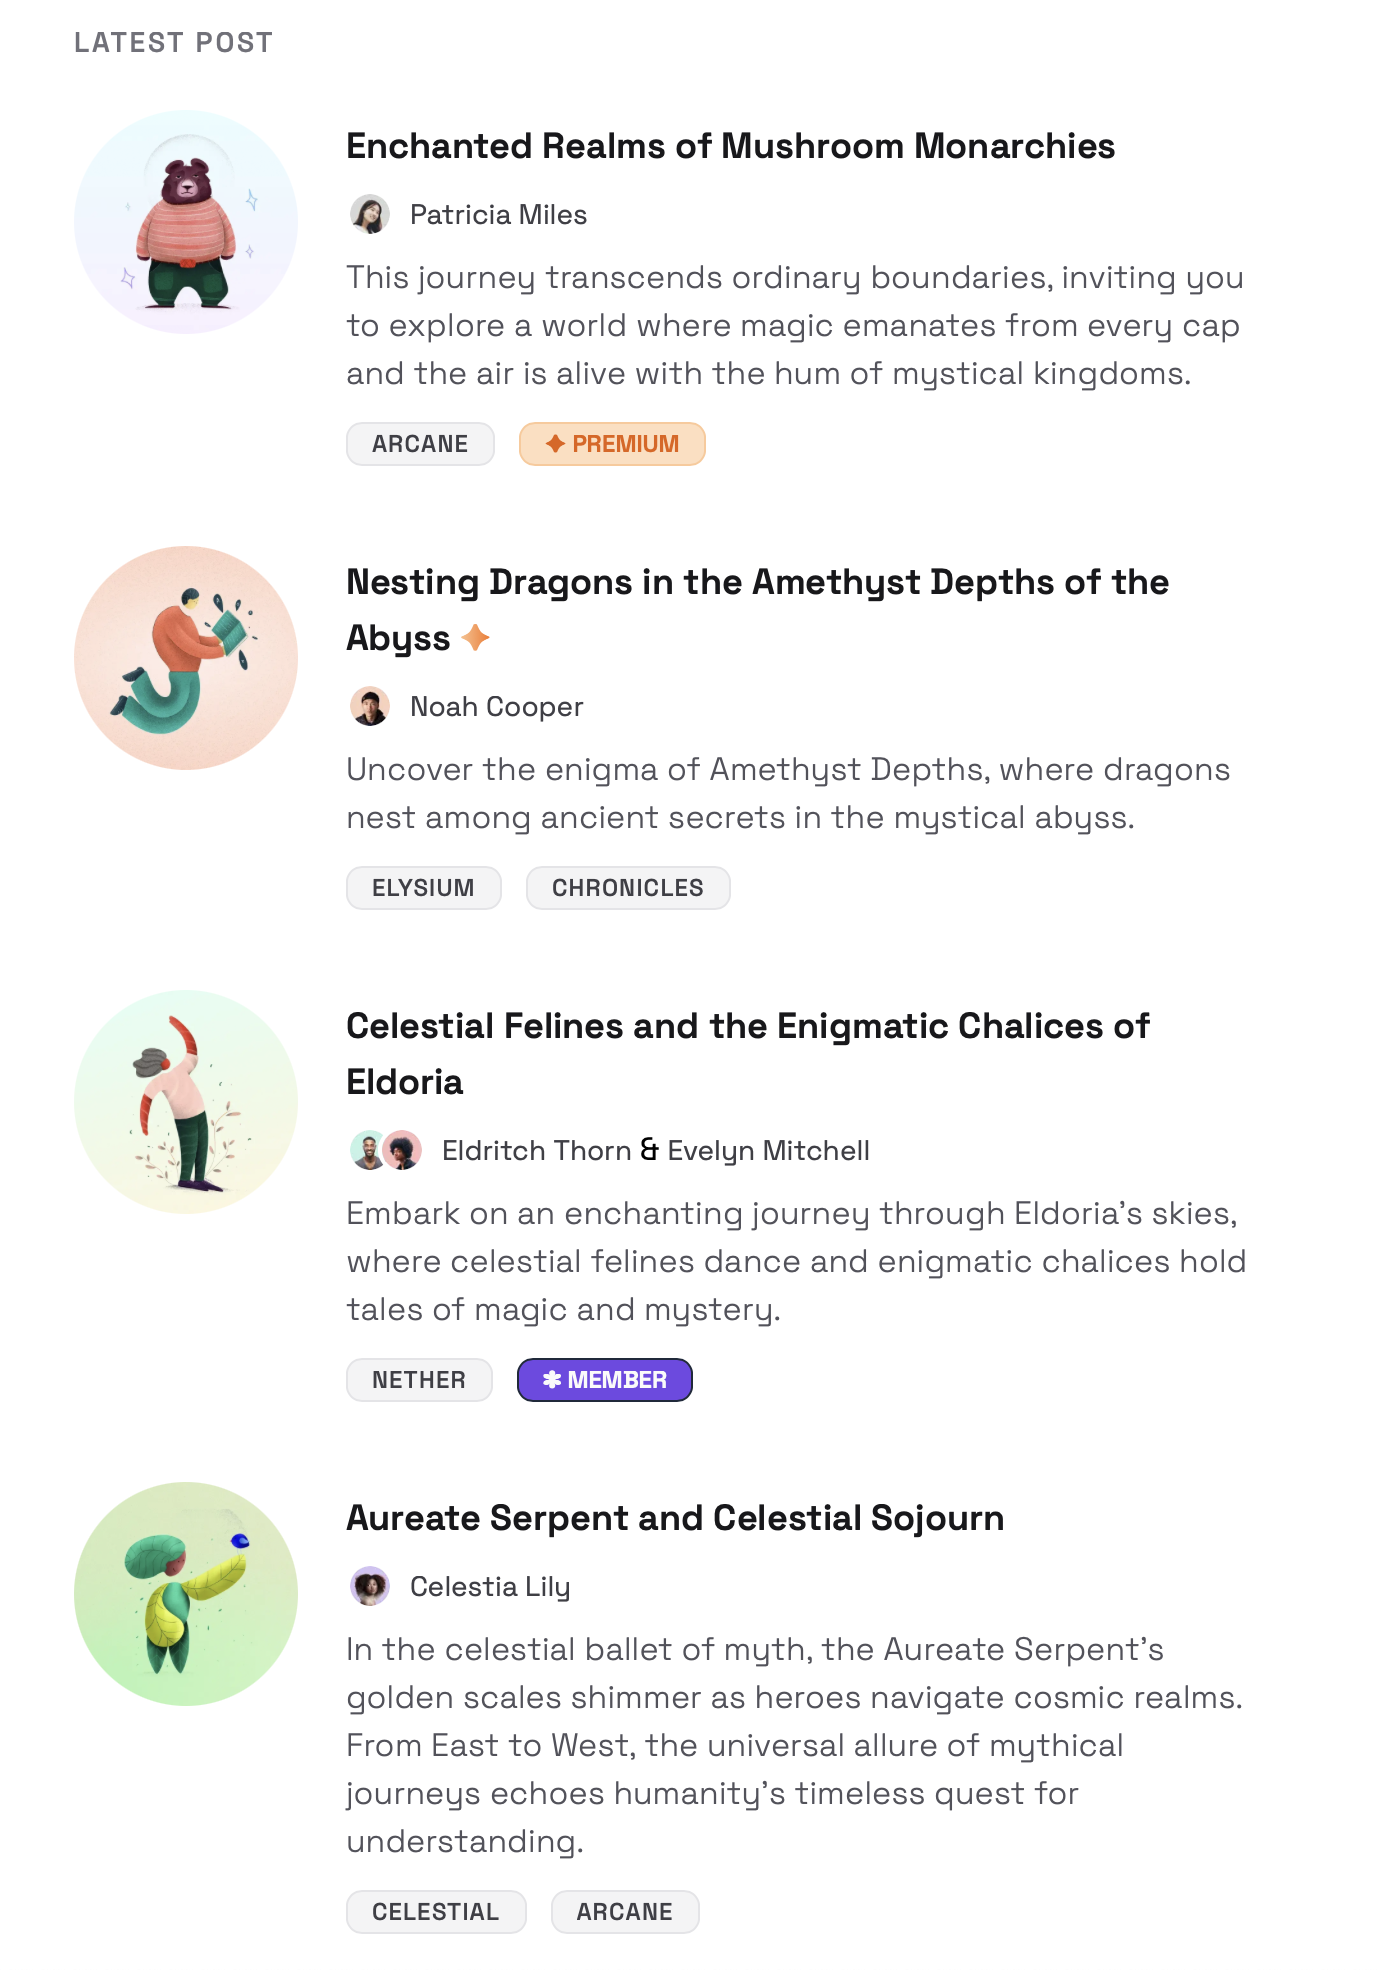 LATEST POST
Enchanted Realms of Mushroom Monarchies
Patricia Miles
This journey transcends ordinary boundaries, inviting you
to explore a world where magic emanates from every cap
and the air is alive with the hum of mystical kingdoms.
ARCANE ✦ PREMIUM
Nesting Dragons in the Amethyst Depths of the
Abyss ✦
Noah Cooper
Uncover the enigma of Amethyst Depths, where dragons
nest among ancient secrets in the mystical abyss.
ELYSIUM CHRONICLES
Celestial Felines and the Enigmatic Chalices of
Eldoria
Eldritch Thorn & Evelyn Mitchell
Embark on an enchanting journey through Eldoria’s skies,
where celestial felines dance and enigmatic chalices hold
tales of magic and mystery.
NETHER ✽ MEMBER
Aureate Serpent and Celestial Sojourn
Celestia Lily
In the celestial ballet of myth, the Aureate Serpent’s
golden scales shimmer as heroes navigate cosmic realms.
From East to West, the universal allure of mythical
journeys echoes humanity’s timeless quest for
understanding.
CELESTIAL ARCANE